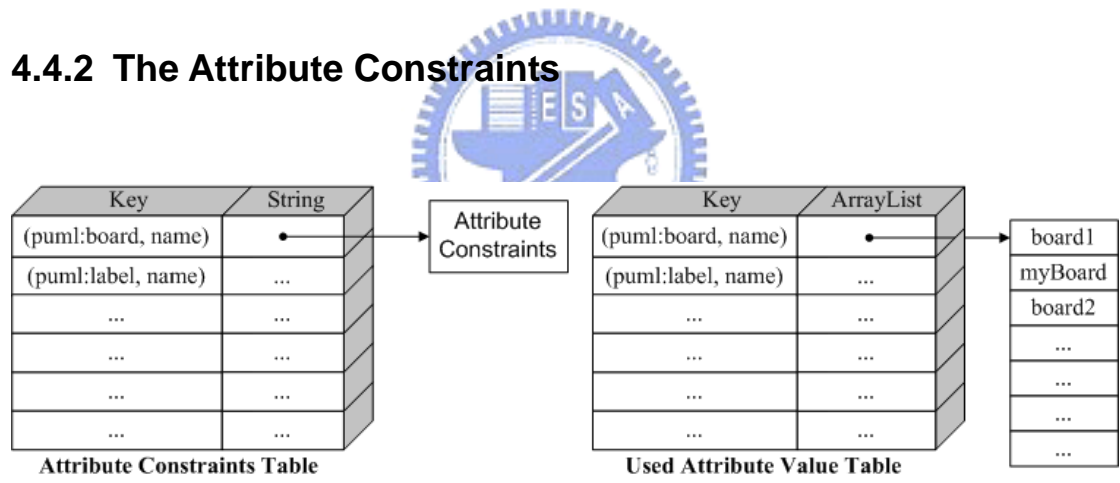 4.4.2 The Attribute Constraints
E S A
Key String
(puml:board, name)
(puml:label, name) ...
... ...
... ...
... ...
... ...
Attribute Constraints Table
Attribute
Constraints
Key ArrayList
(puml:board, name)
(puml:label, name) ...
... ...
... ...
... ...
... ...
Used Attribute Value Table
board1
myBoard
board2
...
...
...
...